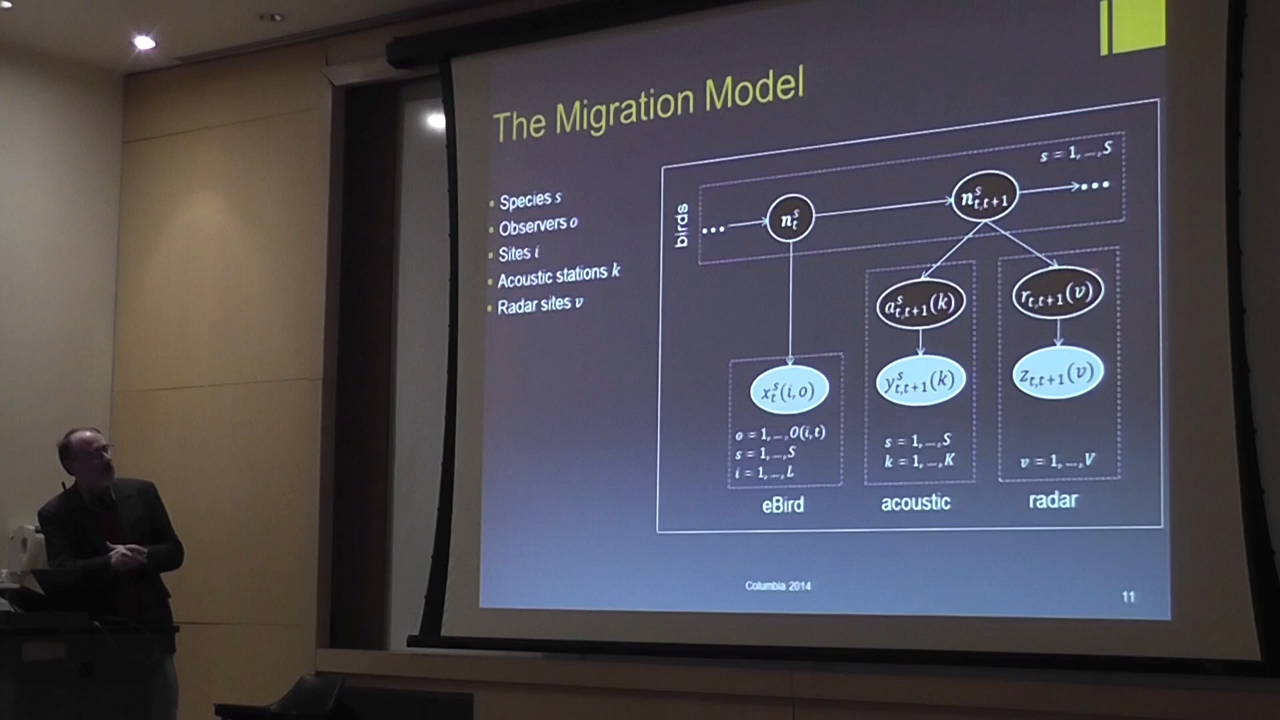 The Migration Model
▪ Species s
▪ Observers o
▪ Sites i
▪ Acoustic stations k
▪ Radar sites v
birds
s = 1, …, S
…
n_t^s
n_{t,t+1}^s
…
a_{t,t+1}^s(k)
r_{t,t+1}(v)
x_t^s(i, o)
y_{t,t+1}^s(k)
z_{t,t+1}(v)
o = 1, …, O(i, t)
s = 1, …, S
i = 1, …, L
s = 1, …, S
k = 1, …, K
v = 1, …, V
eBird
acoustic
radar
Columbia 2014
11